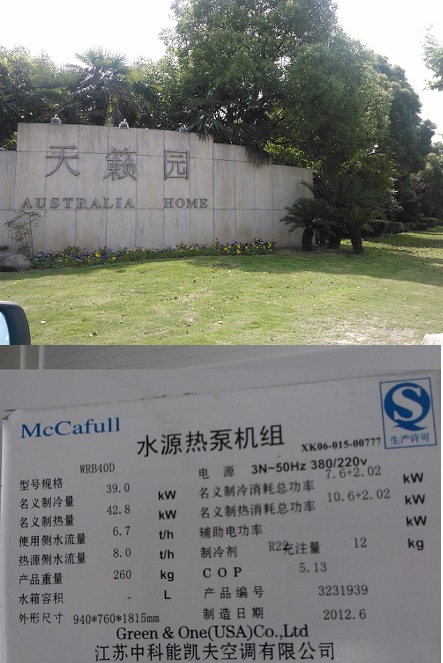 天籁园
AUSTRALIA HOME
McCafull
水源热泵机组
XK06-015-00777
生产许可
型号规格 WRB40D
电 源 3N~50Hz 380/220v
名义制冷量 39.0 kW
名义制冷消耗总功率 7.6+2.02 kW
名义制热量 42.8 kW
名义制热消耗总功率 10.6+2.02 kW
使用侧水流量 6.7 t/h
辅助电功率 kW
热源侧水流量 8.0 t/h
制冷剂 R22 充注量 12 kg
产品重量 260 kg
COP 5.13
水箱容积 - L
产品编号 3231939
外形尺寸 940*760*1815mm
制造日期 2012.6
Green & One(USA)Co.,Ltd
江苏中科能凯夫空调有限公司